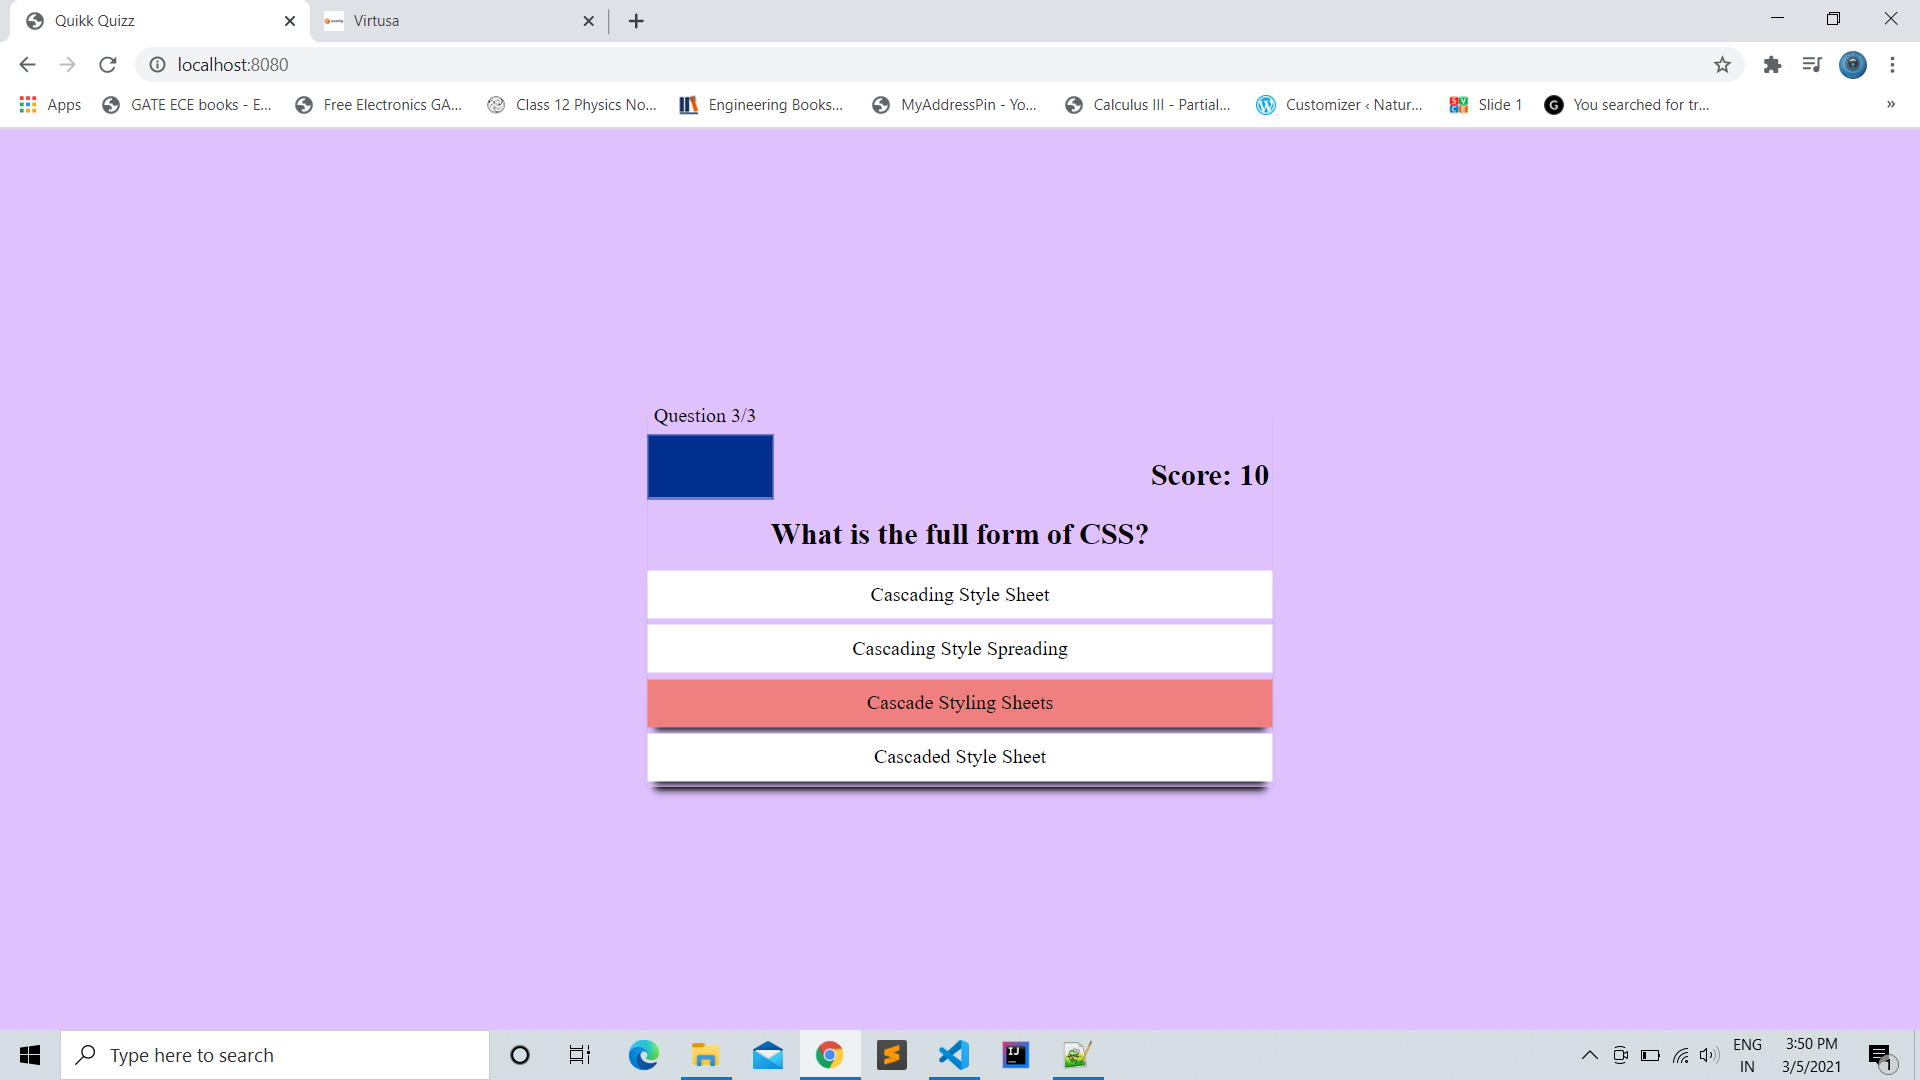 Quikk Quizz
Virtusa
localhost:8080
Apps
GATE ECE books - E...
Free Electronics GA...
Class 12 Physics No...
Engineering Books...
MyAddressPin - Yo...
Calculus III - Partial...
Customizer ‹ Natur...
Slide 1
You searched for tr...
»
Question 3/3
Score: 10
What is the full form of CSS?
Cascading Style Sheet
Cascading Style Spreading
Cascade Styling Sheets
Cascaded Style Sheet
Type here to search
ENG
IN
3:50 PM
3/5/2021
1